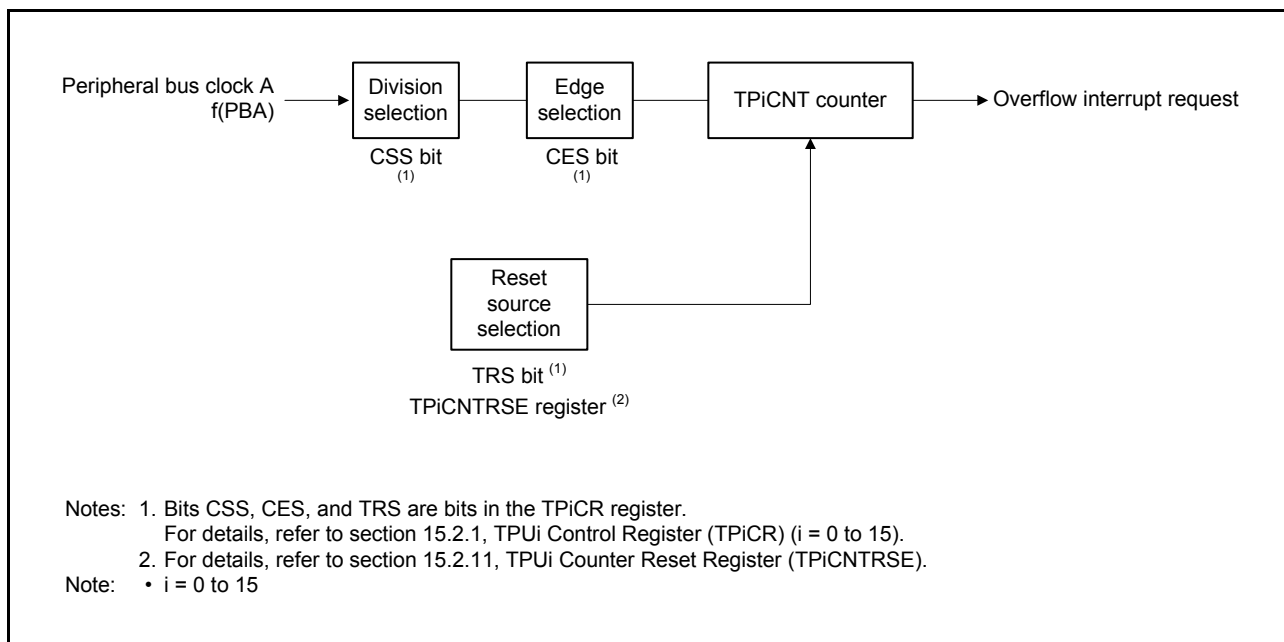 Peripheral bus clock A
f(PBA)
Division
selection
CSS bit
(1)
Edge
selection
CES bit
(1)
TPiCNT counter
Overflow interrupt request
Reset
source
selection
TRS bit (1)
TPiCNTRSE register (2)
Notes: 1. Bits CSS, CES, and TRS are bits in the TPiCR register.
For details, refer to section 15.2.1, TPUi Control Register (TPiCR) (i = 0 to 15).
2. For details, refer to section 15.2.11, TPUi Counter Reset Register (TPiCNTRSE).
Note: • i = 0 to 15